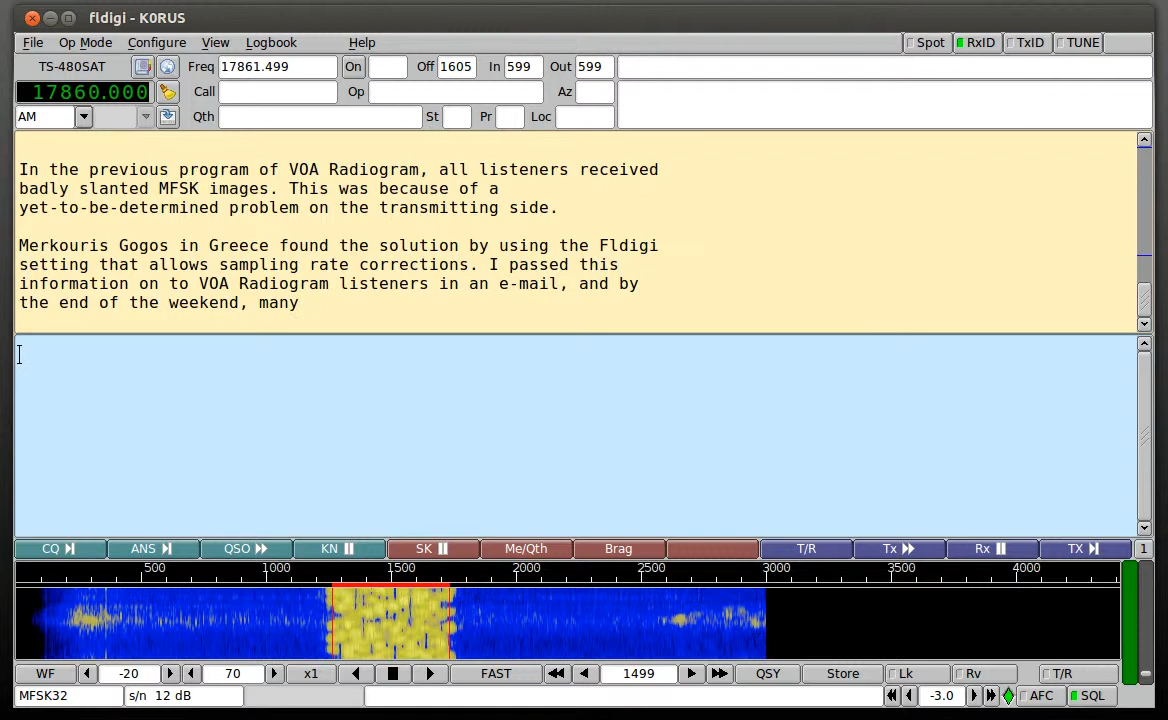 fldigi - K0RUS
File Op Mode Configure View Logbook Help Spot RxID TxID TUNE
TS-480SAT Freq 17861.499 On Off 1605 In 599 Out 599
17860.000 Call Op Az
AM Qth St Pr Loc
In the previous program of VOA Radiogram, all listeners received
badly slanted MFSK images. This was because of a
yet-to-be-determined problem on the transmitting side.
Merkouris Gogos in Greece found the solution by using the Fldigi
setting that allows sampling rate corrections. I passed this
information on to VOA Radiogram listeners in an e-mail, and by
the end of the weekend, many
CQ ANS QSO KN SK Me/Qth Brag T/R Tx Rx TX 1
500 1000 1500 2000 2500 3000 3500 4000
WF -20 70 x1 FAST 1499 QSY Store Lk Rv T/R
MFSK32 s/n 12 dB -3.0 AFC SQL